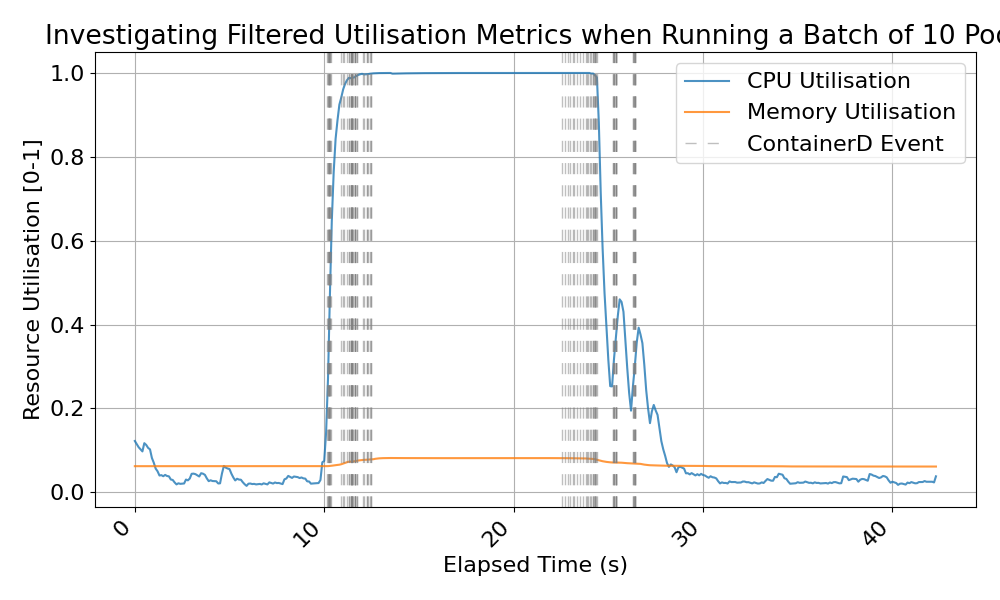 Investigating Filtered Utilisation Metrics when Running a Batch of 10
CPU Utilisation
Memory Utilisation
ContainerD Event
Resource Utilisation [0-1]
1.0
0.8
0.6
0.4
0.2
0.0
0
10
20
30
40
Elapsed Time (s)